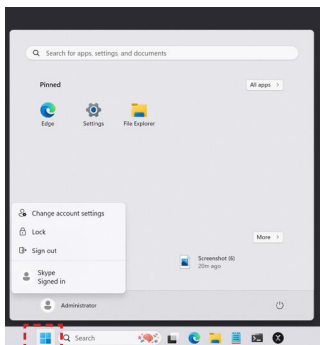 Search for apps, settings, and documents
Pinned
All apps >
Edge
Settings
File Explorer
Change account settings
Lock
Sign out
Skype
Signed in
More >
Screenshot (6)
20m ago
Administrator
Search